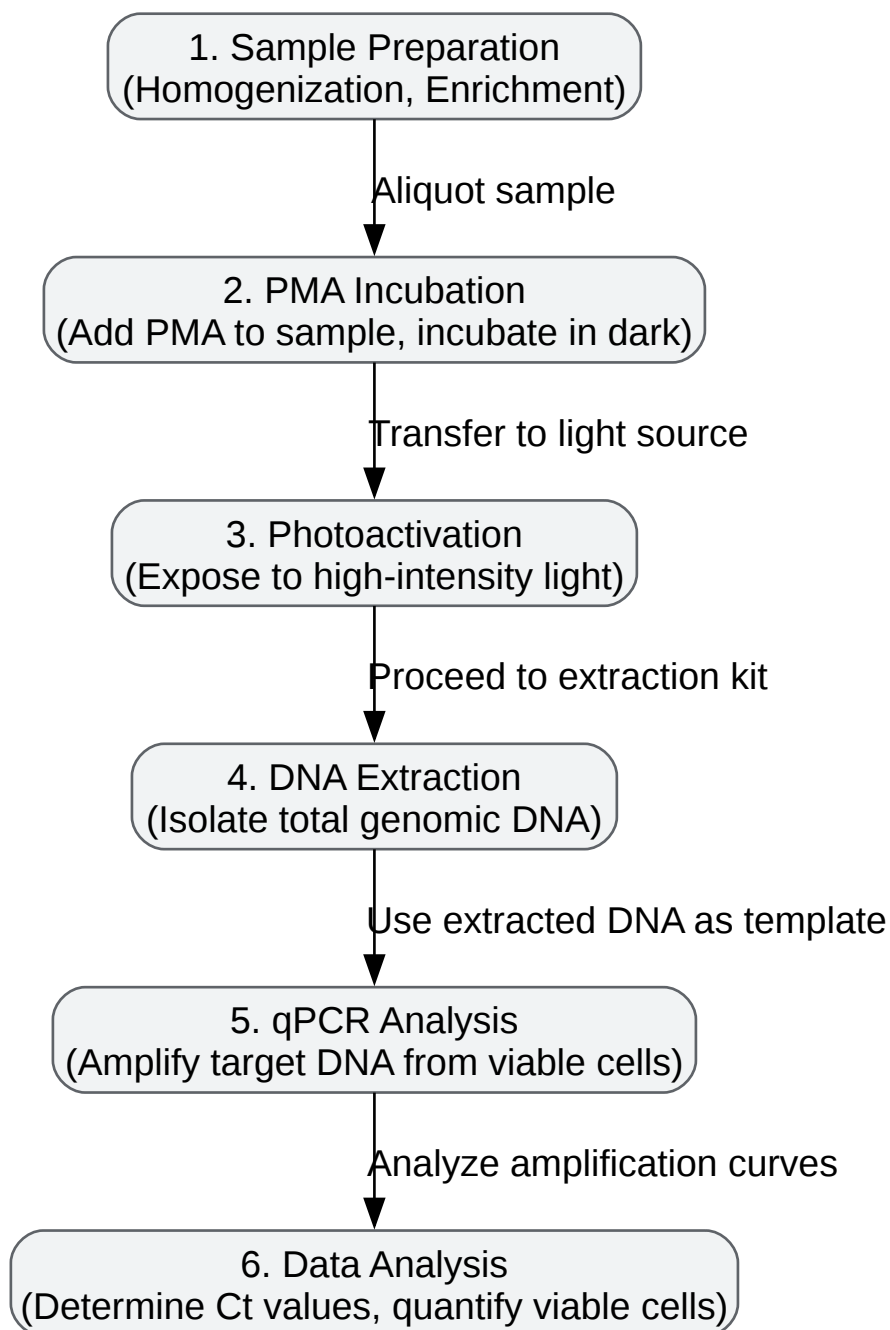 1. Sample Preparation
(Homogenization, Enrichment)
Aliquot sample
2. PMA Incubation
(Add PMA to sample, incubate in dark)
Transfer to light source
3. Photoactivation
(Expose to high-intensity light)
Proceed to extraction kit
4. DNA Extraction
(Isolate total genomic DNA)
Use extracted DNA as template
5. qPCR Analysis
(Amplify target DNA from viable cells)
Analyze amplification curves
6. Data Analysis
(Determine Ct values, quantify viable cells)